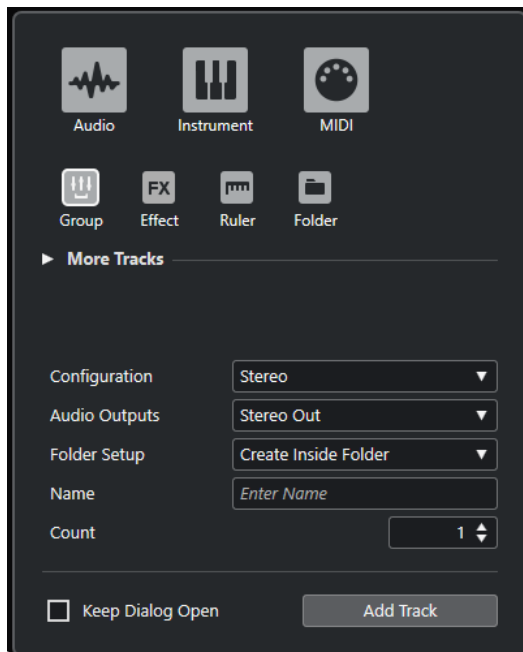 Audio Instrument MIDI
FX
Group Effect Ruler Folder
More Tracks
Configuration Stereo
Audio Outputs Stereo Out
Folder Setup Create Inside Folder
Name Enter Name
Count 1
Keep Dialog Open Add Track